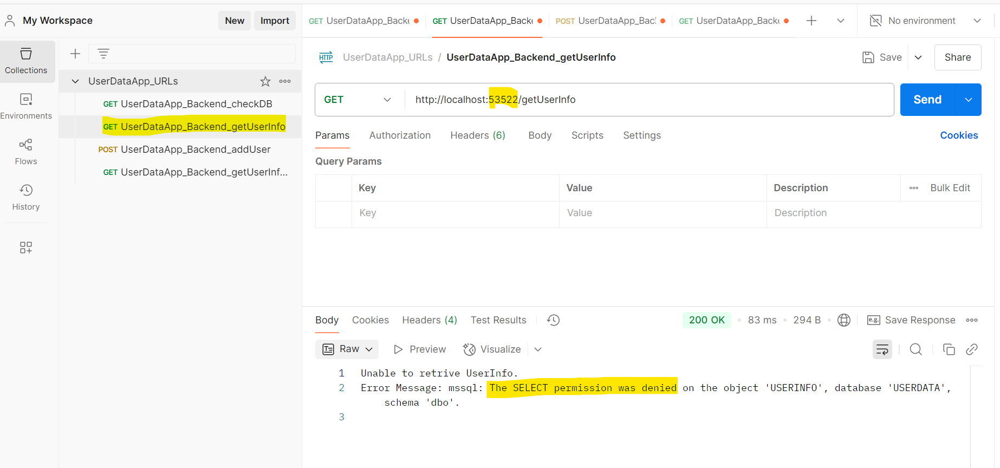 My Workspace
New
Import
GET UserDataApp_Backe
GET UserDataApp_Backe
POST UserDataApp_Bac
GET UserDataApp_Backe
No environment
Collections
Environments
Flows
History
UserDataApp_URLs
GET UserDataApp_Backend_checkDB
GET UserDataApp_Backend_getUserInfo
POST UserDataApp_Backend_addUser
GET UserDataApp_Backend_getUserInf...
HTTP UserDataApp_URLs / UserDataApp_Backend_getUserInfo
Save
Share
GET http://localhost:53522/getUserInfo
Send
Params Authorization Headers (6) Body Scripts Settings
Cookies
Query Params
Key Value Description Bulk Edit
Key Value Description
Body Cookies Headers (4) Test Results
200 OK • 83 ms • 294 B
e.g. Save Response
Raw Preview Visualize
1 Unable to retrive UserInfo.
2 Error Message: mssql: The SELECT permission was denied on the object 'USERINFO', database 'USERDATA',
schema 'dbo'.
3